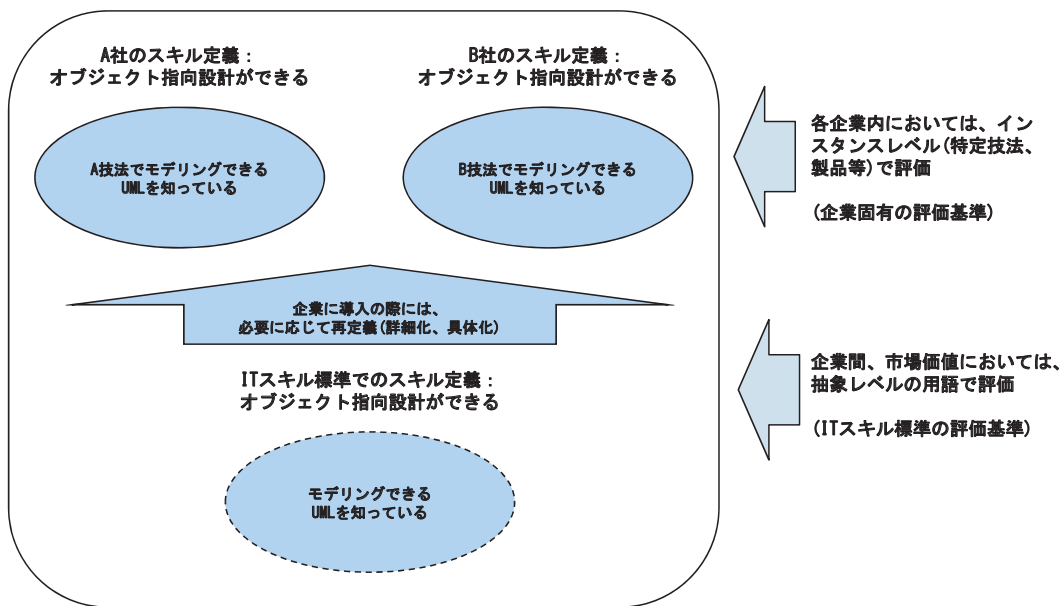 A社のスキル定義：
オブジェクト指向設計ができる
B社のスキル定義：
オブジェクト指向設計ができる
A技法でモデリングできる
UMLを知っている
B技法でモデリングできる
UMLを知っている
各企業内においては、イン
スタンスレベル(特定技法、
製品等)で評価
(企業固有の評価基準)
企業に導入の際には、
必要に応じて再定義(詳細化、具体化)
ITスキル標準でのスキル定義：
オブジェクト指向設計ができる
モデリングできる
UMLを知っている
企業間、市場価値においては、
抽象レベルの用語で評価
(ITスキル標準の評価基準)